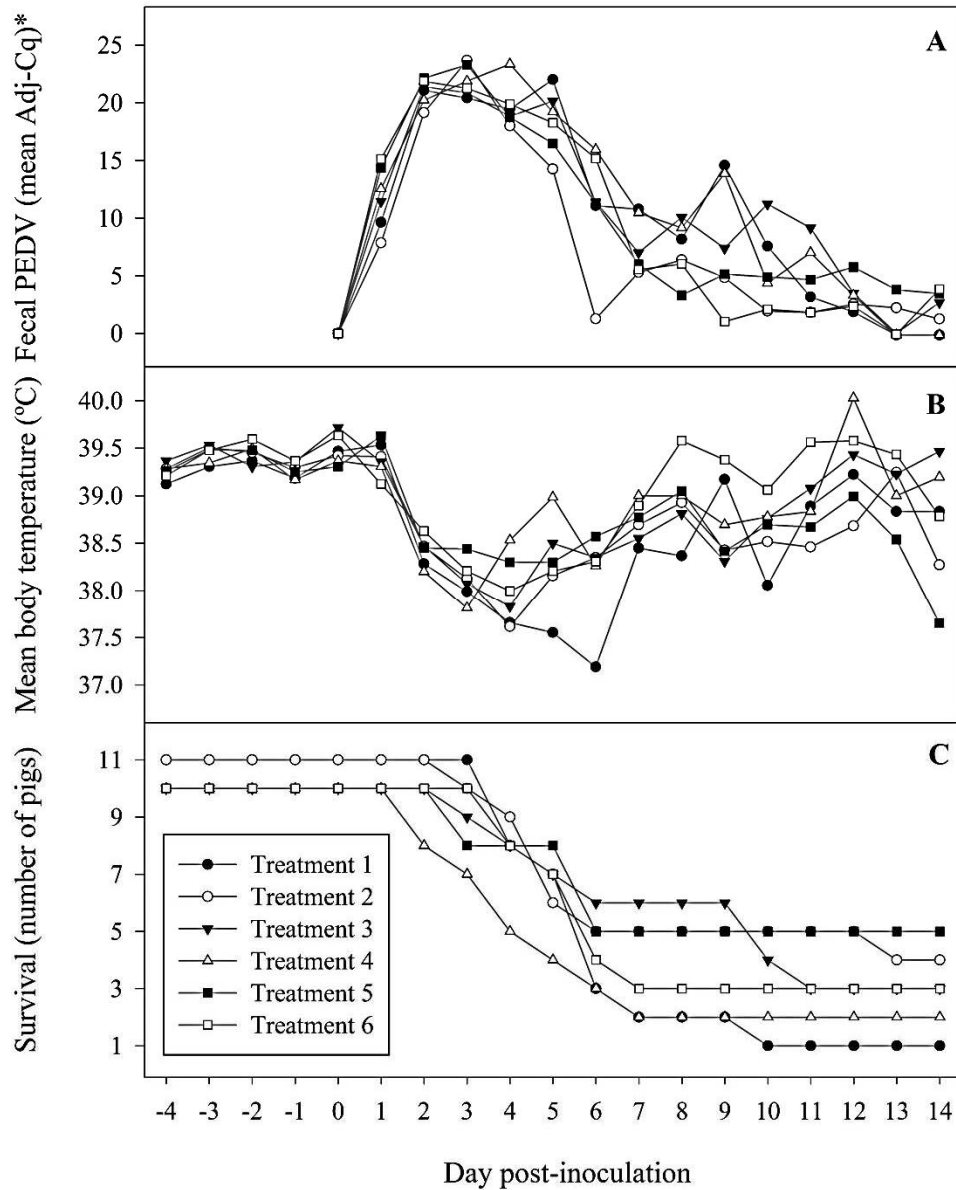 Fecal PEDV (mean Adj-Cq)*
25
20
15
10
5
0
A
Mean body temperature (ºC)
40.0
39.5
39.0
38.5
38.0
37.5
37.0
B
Survival (number of pigs)
11
9
7
5
3
1
C
Treatment 1
Treatment 2
Treatment 3
Treatment 4
Treatment 5
Treatment 6
-4 -3 -2 -1 0 1 2 3 4 5 6 7 8 9 10 11 12 13 14
Day post-inoculation